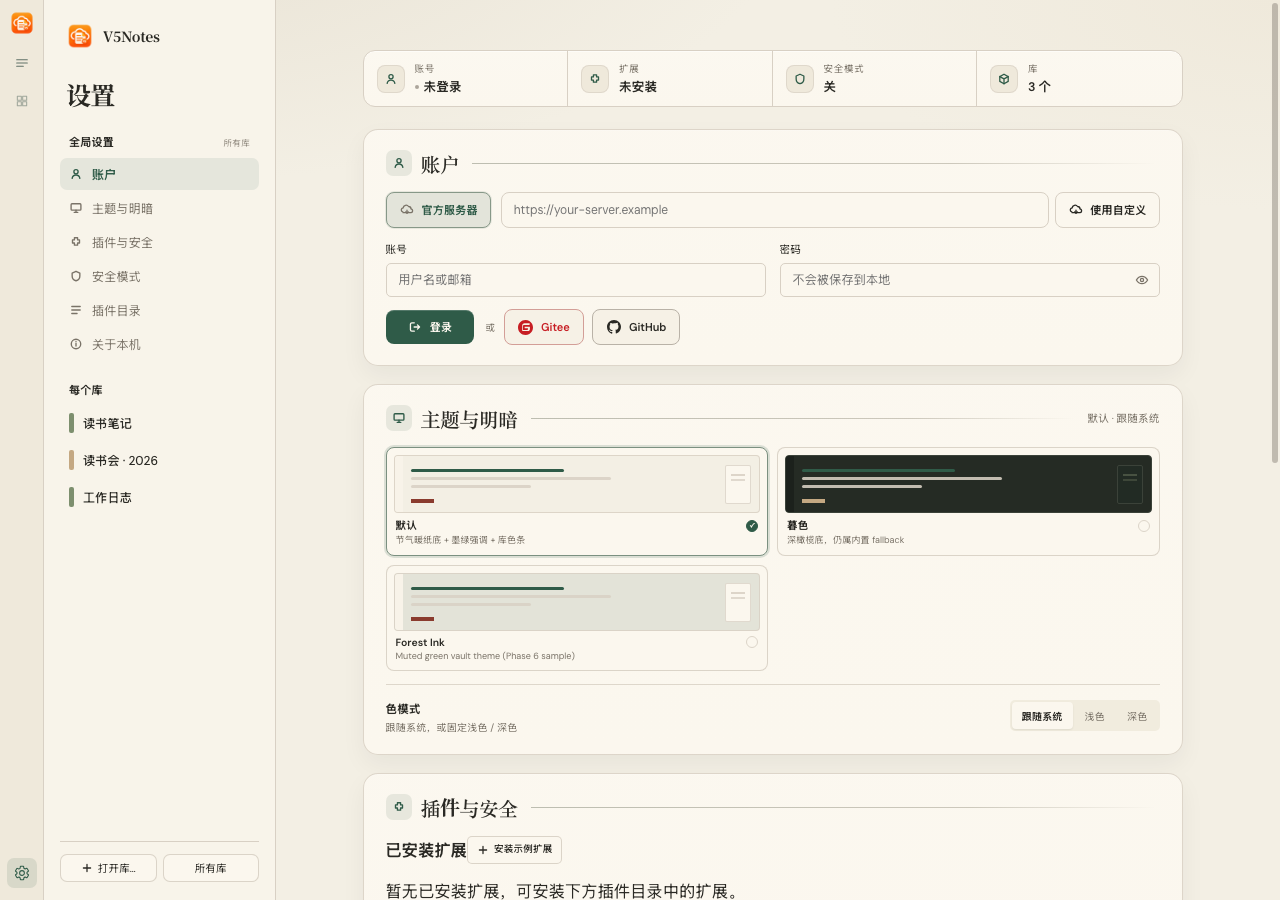 V5Notes
设置
全局设置
所有库
账户
主题与明暗
插件与安全
安全模式
插件目录
关于本机
每个库
读书笔记
读书会 · 2026
工作日志
打开库…
所有库
账号
未登录
扩展
未安装
安全模式
关
库
3 个
账户
官方服务器
https://your-server.example
使用自定义
账号
密码
用户名或邮箱
不会被保存到本地
登录
或
Gitee
GitHub
主题与明暗
默认 · 跟随系统
默认
节气暖纸底 + 墨绿强调 + 库色条
暮色
深橄榄底，仍属内置 fallback
Forest Ink
Muted green vault theme (Phase 6 sample)
色模式
跟随系统，或固定浅色 / 深色
跟随系统
浅色
深色
插件与安全
已安装扩展
安装示例扩展
暂无已安装扩展，可安装下方插件目录中的扩展。